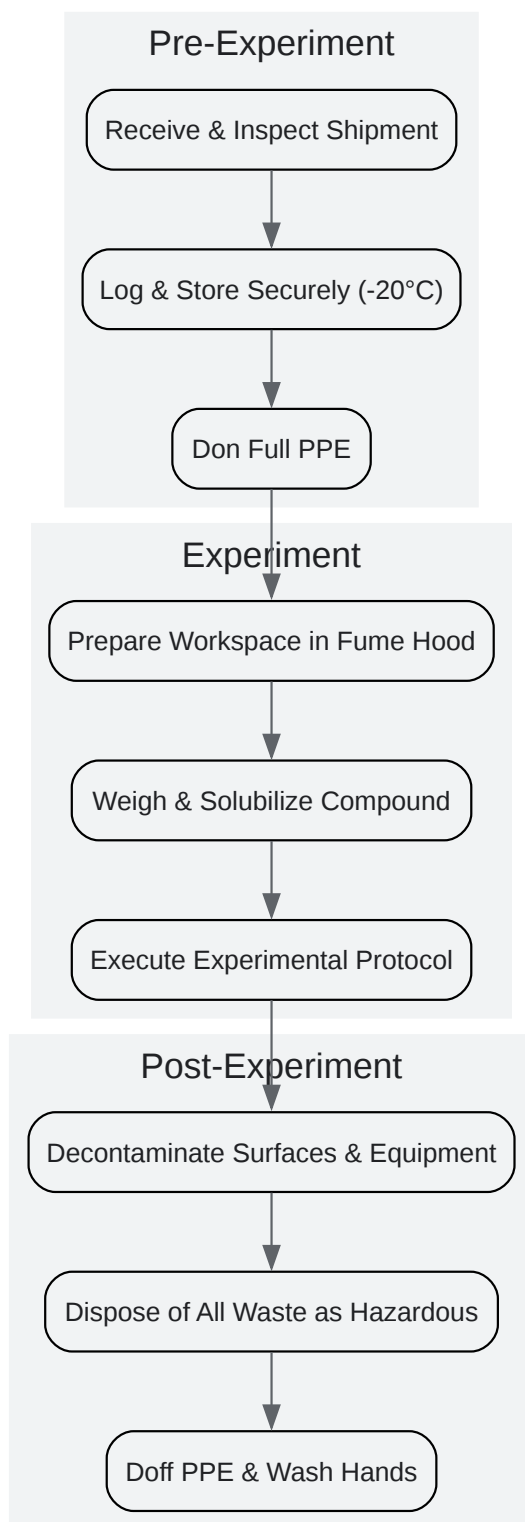 Pre-Experiment
Receive & Inspect Shipment
Log & Store Securely (-20°C)
Don Full PPE
Experiment
Prepare Workspace in Fume Hood
Weigh & Solubilize Compound
Execute Experimental Protocol
Post-Experiment
Decontaminate Surfaces & Equipment
Dispose of All Waste as Hazardous
Doff PPE & Wash Hands